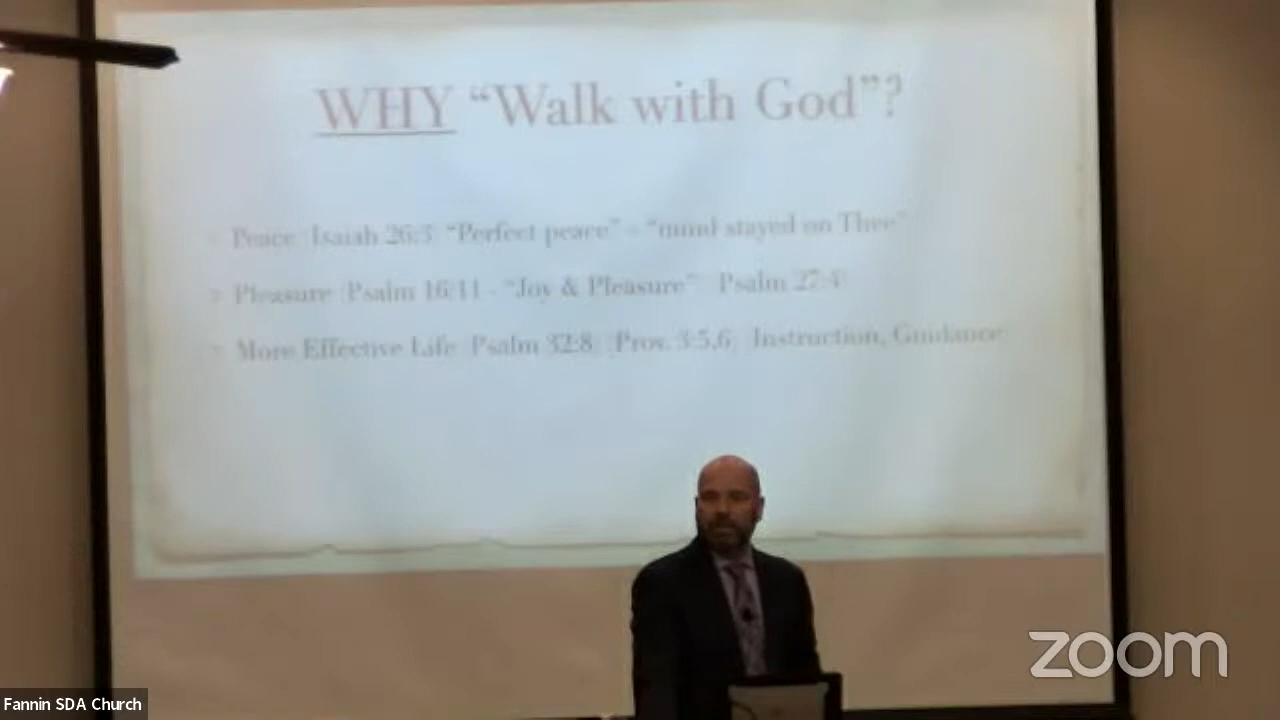 WHY “Walk with God”?
Peace (Isaiah 26:3) “Perfect peace” - “mind stayed on Thee”
Pleasure (Psalm 16:11 - “Joy & Pleasure” (Psalm 27:4)
More Effective Life (Psalm 32:8) (Prov. 3:5,6) Instruction, Guidance
zoom
Fannin SDA Church